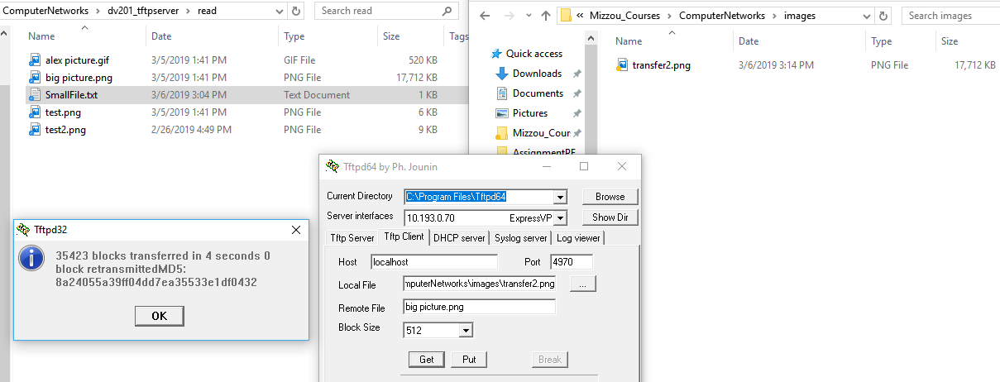 ComputerNetworks > dv201_tftpserver > read
Search read
Name Date Type Size Tags
alex picture.gif 3/5/2019 1:41 PM GIF File 520 KB
big picture.png 3/5/2019 1:41 PM PNG File 17,712 KB
SmallFile.txt 3/6/2019 3:04 PM Text Document 1 KB
test.png 3/5/2019 1:41 PM PNG File 6 KB
test2.png 2/26/2019 4:49 PM PNG File 9 KB
« Mizzou_Courses > ComputerNetworks > images
Search images
Name Date Type Size
Quick access
Downloads
Documents
Pictures
Mizzou_Cour
transfer2.png 3/6/2019 3:14 PM PNG File 17,712 KB
Tftpd64 by Ph. Jounin
Current Directory C:\Program Files\Tftpd64 Browse
Server interfaces 10.193.0.70 ExpressVP Show Dir
Tftp Server Tftp Client DHCP server Syslog server Log viewer
Host localhost Port 4970
Local File mputerNetworks\images\transfer2.png ...
Remote File big picture.png
Block Size 512
Get Put Break
Tftpd32
35423 blocks transferred in 4 seconds 0
block retransmittedMD5:
8a24055a39ff04dd7ea35533e1df0432
OK